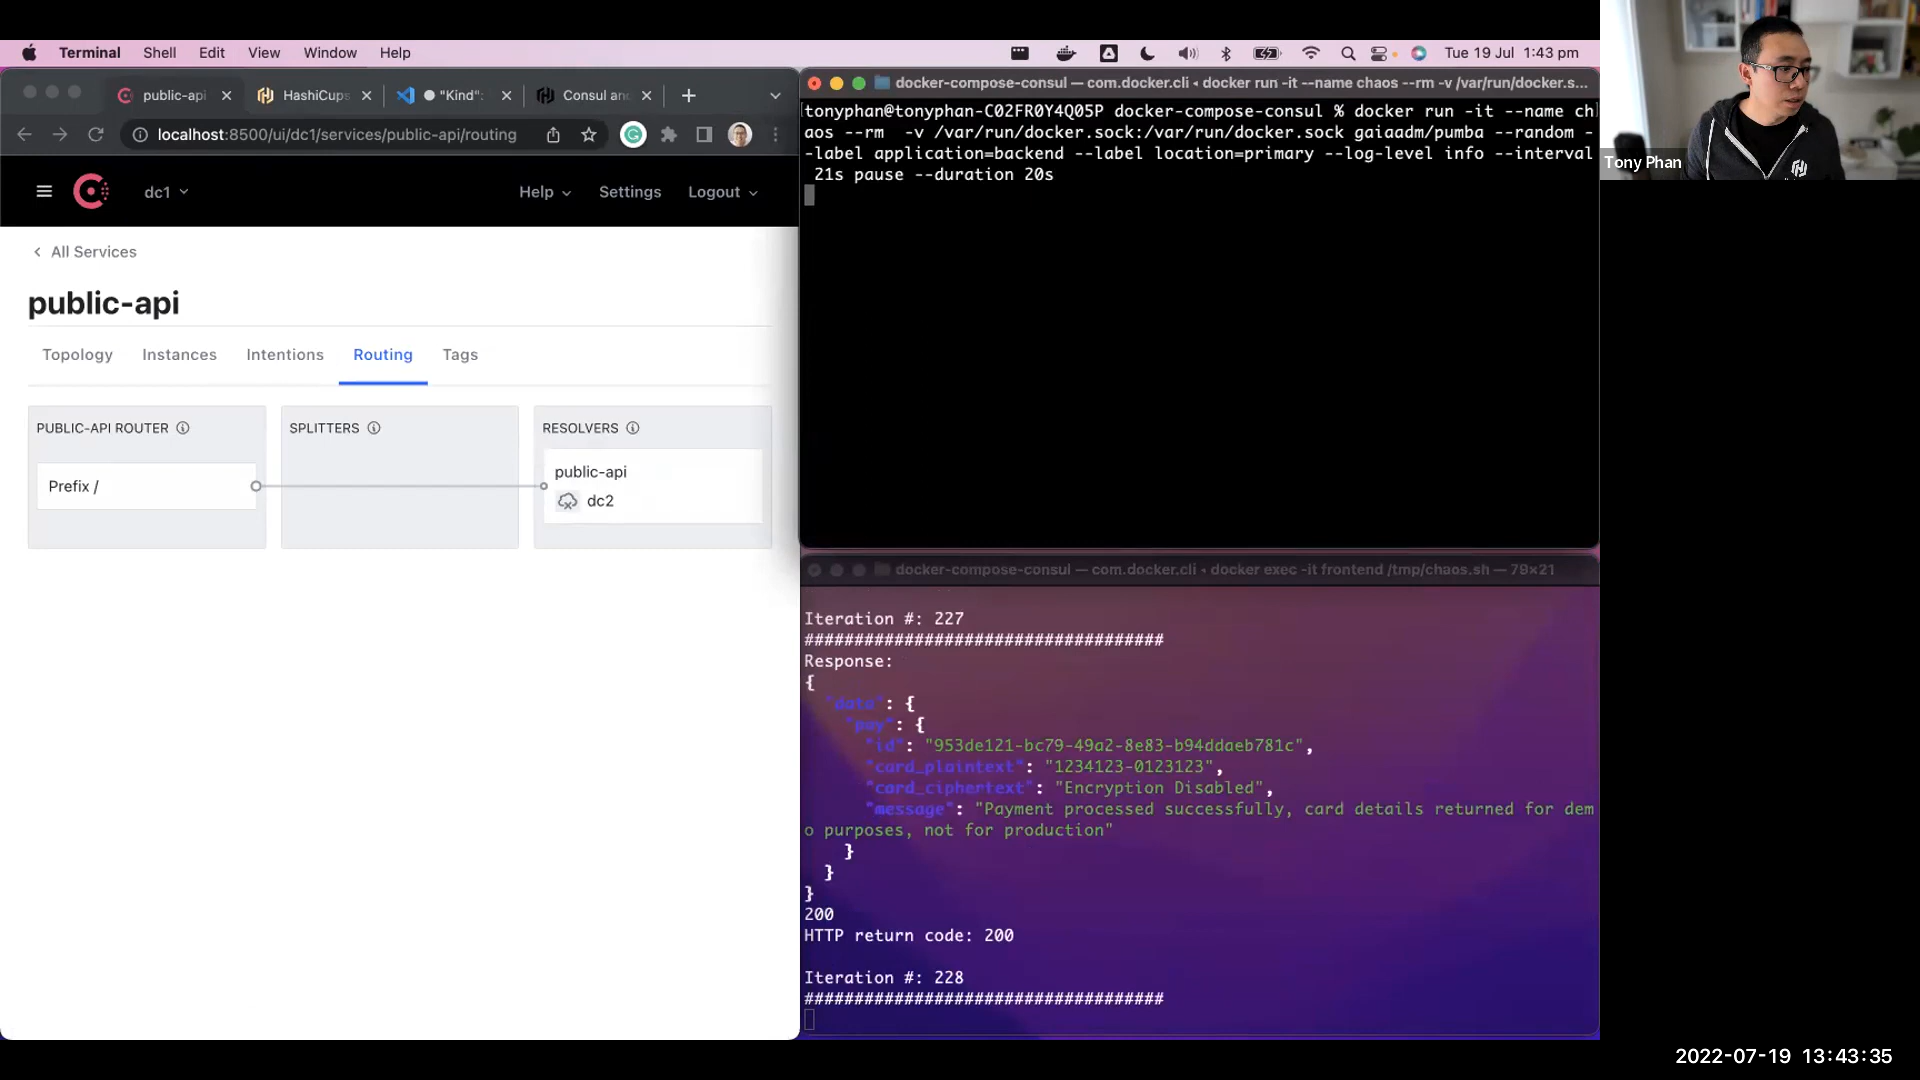 Terminal Shell Edit View Window Help Tue 19 Jul 1:43 pm
public-api HashiCups "Kind": Consul and
localhost:8500/ui/dc1/services/public-api/routing
dc1 Help Settings Logout
All Services
public-api
Topology Instances Intentions Routing Tags
PUBLIC-API ROUTER SPLITTERS RESOLVERS
Prefix /
public-api
dc2
docker-compose-consul — com.docker.cli ◂ docker run -it --name chaos --rm -v /var/run/docker.s...
tonyphan@tonyphan-C02FR0Y4Q05P docker-compose-consul % docker run -it --name ch
aos --rm  -v /var/run/docker.sock:/var/run/docker.sock gaiaadm/pumba --random -
-label application=backend --label location=primary --log-level info --interval
21s pause --duration 20s
docker-compose-consul — com.docker.cli ◂ docker exec -it frontend /tmp/chaos.sh — 79×21
Iteration #: 227
####################################
Response:
{
"data": {
"pay": {
"id": "953de121-bc79-49a2-8e83-b94ddaeb781c",
"card_plaintext": "1234123-0123123",
"card_ciphertext": "Encryption Disabled",
"message": "Payment processed successfully, card details returned for dem
o purposes, not for production"
}
}
}
200
HTTP return code: 200
Iteration #: 228
####################################
Tony Phan
2022-07-19 13:43:35